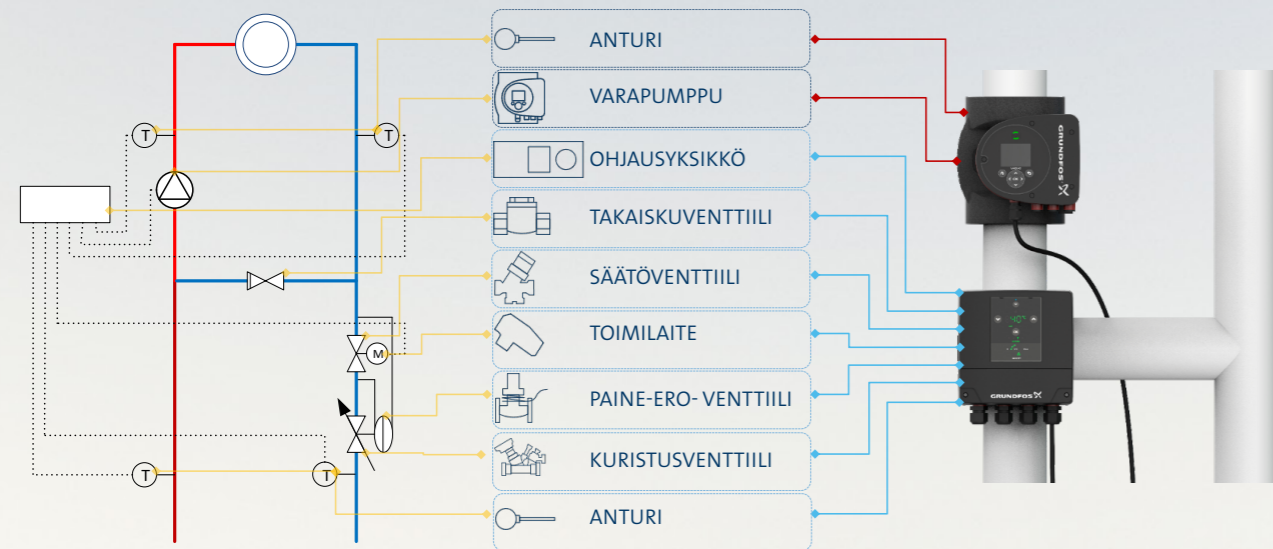 ANTURI
VARAPUMPPU
OHJAUSYKSIKKÖ
TAKAISKUVENTTIILI
SÄÄTÖVENTTIILI
TOIMILAITE
PAINE-ERO- VENTTIILI
KURISTUSVENTTIILI
ANTURI
T
T
M
T
T
GRUNDFOS
GRUNDFOS